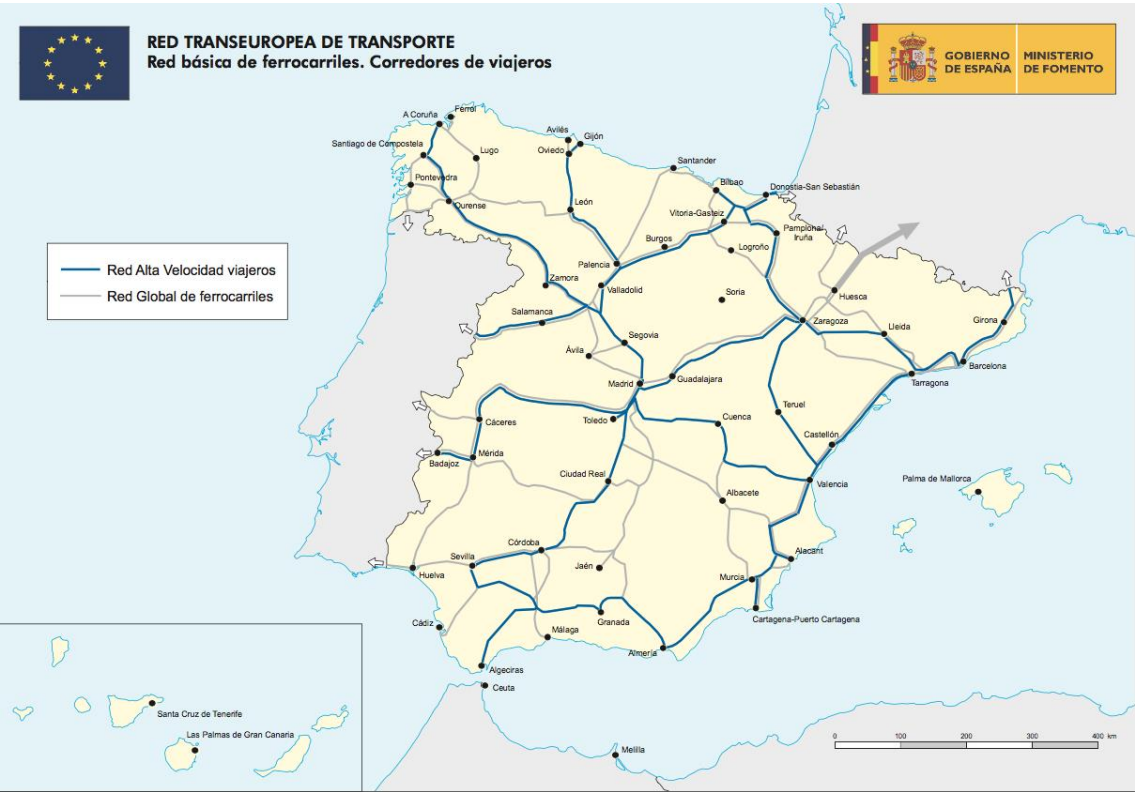 RED TRANSEUROPEA DE TRANSPORTE
Red básica de ferrocarriles. Corredores de viajeros
GOBIERNO DE ESPAÑA
MINISTERIO DE FOMENTO
Ferrol
A Coruña
Avilés
Gijón
Santiago de Compostela
Lugo
Oviedo
Santander
Bilbao
Donostia-San Sebastián
Pontevedra
Ourense
León
Vitoria-Gasteiz
Pamplona/
Iruña
Burgos
Logroño
Red Alta Velocidad viajeros
Red Global de ferrocarriles
Palencia
Zamora
Valladolid
Soria
Huesca
Salamanca
Zaragoza
Girona
Lleida
Segovia
Ávila
Barcelona
Madrid
Guadalajara
Tarragona
Teruel
Toledo
Cuenca
Cáceres
Castellón
Badajoz
Mérida
Ciudad Real
Valencia
Palma de Mallorca
Albacete
Córdoba
Alacant
Sevilla
Jaén
Huelva
Murcia
Cádiz
Granada
Cartagena-Puerto Cartagena
Málaga
Almería
Algeciras
Ceuta
Santa Cruz de Tenerife
Las Palmas de Gran Canaria
Melilla
0 100 200 300 400 km